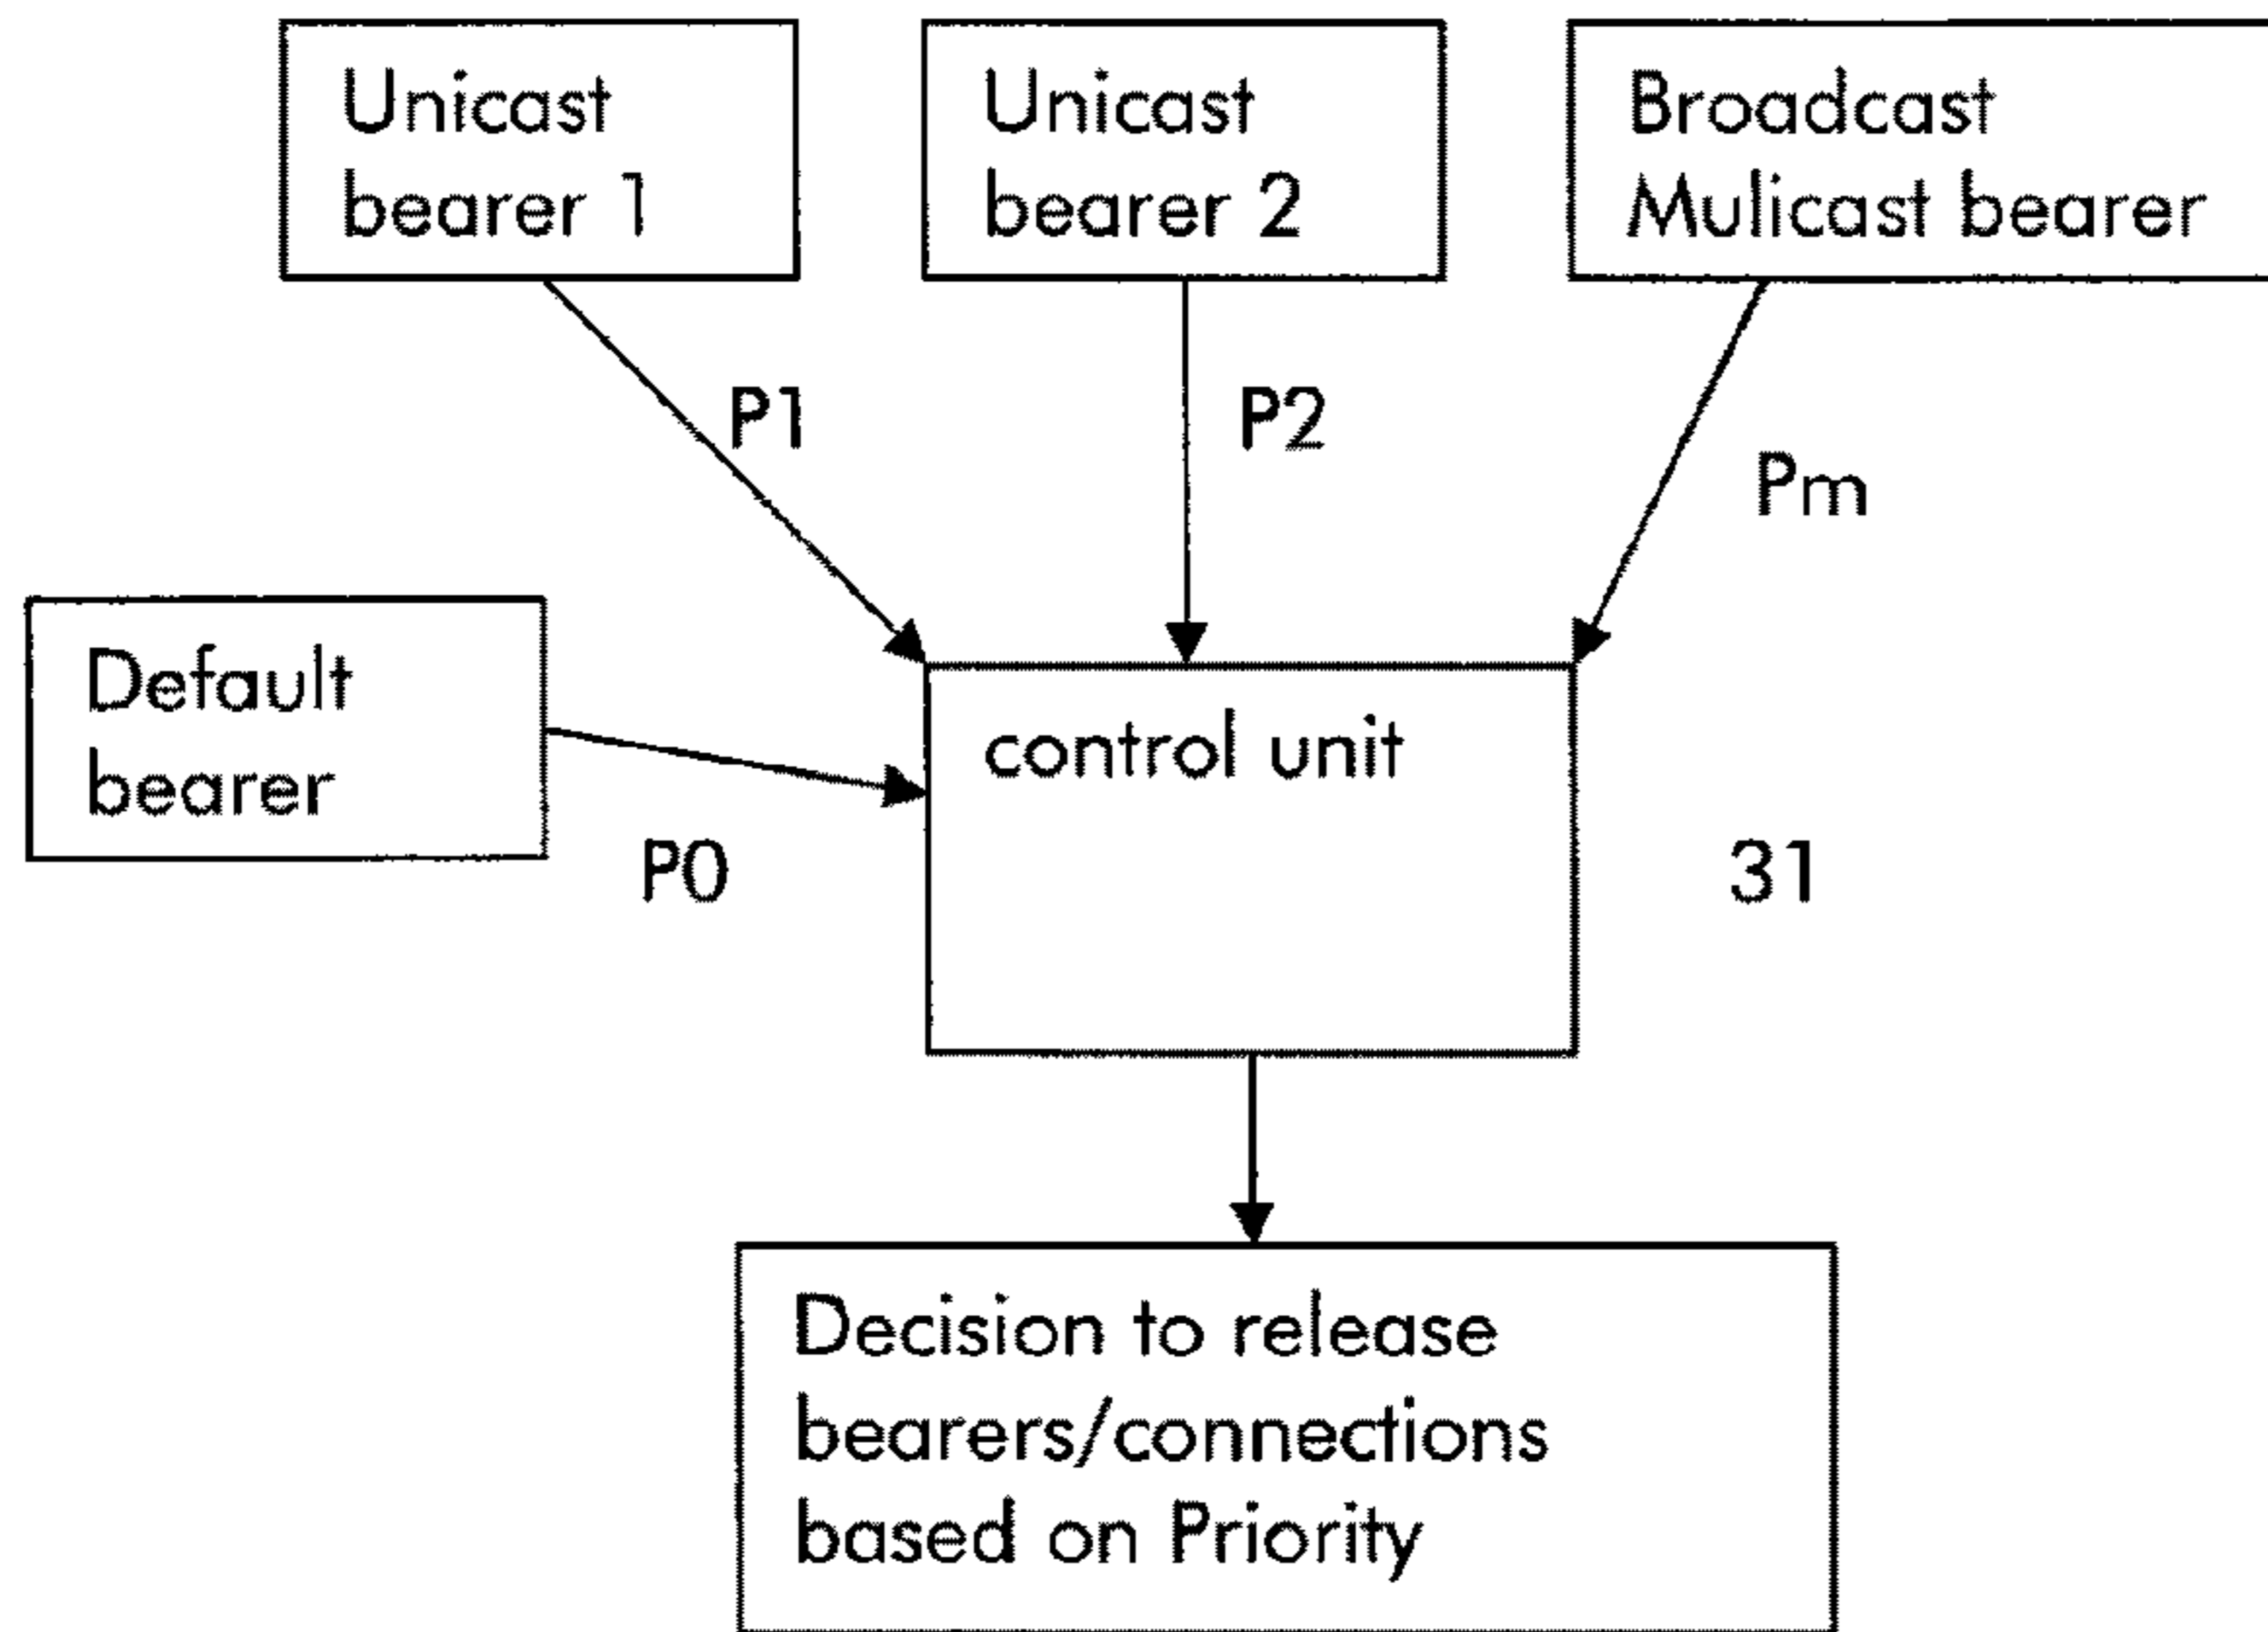 Unicast
bearer 1
Unicast
bearer 2
Broadcast
Mulicast bearer
P1
P2
Pm
Default
bearer
control unit
P0
31
Decision to release
bearers/connections
based on Priority